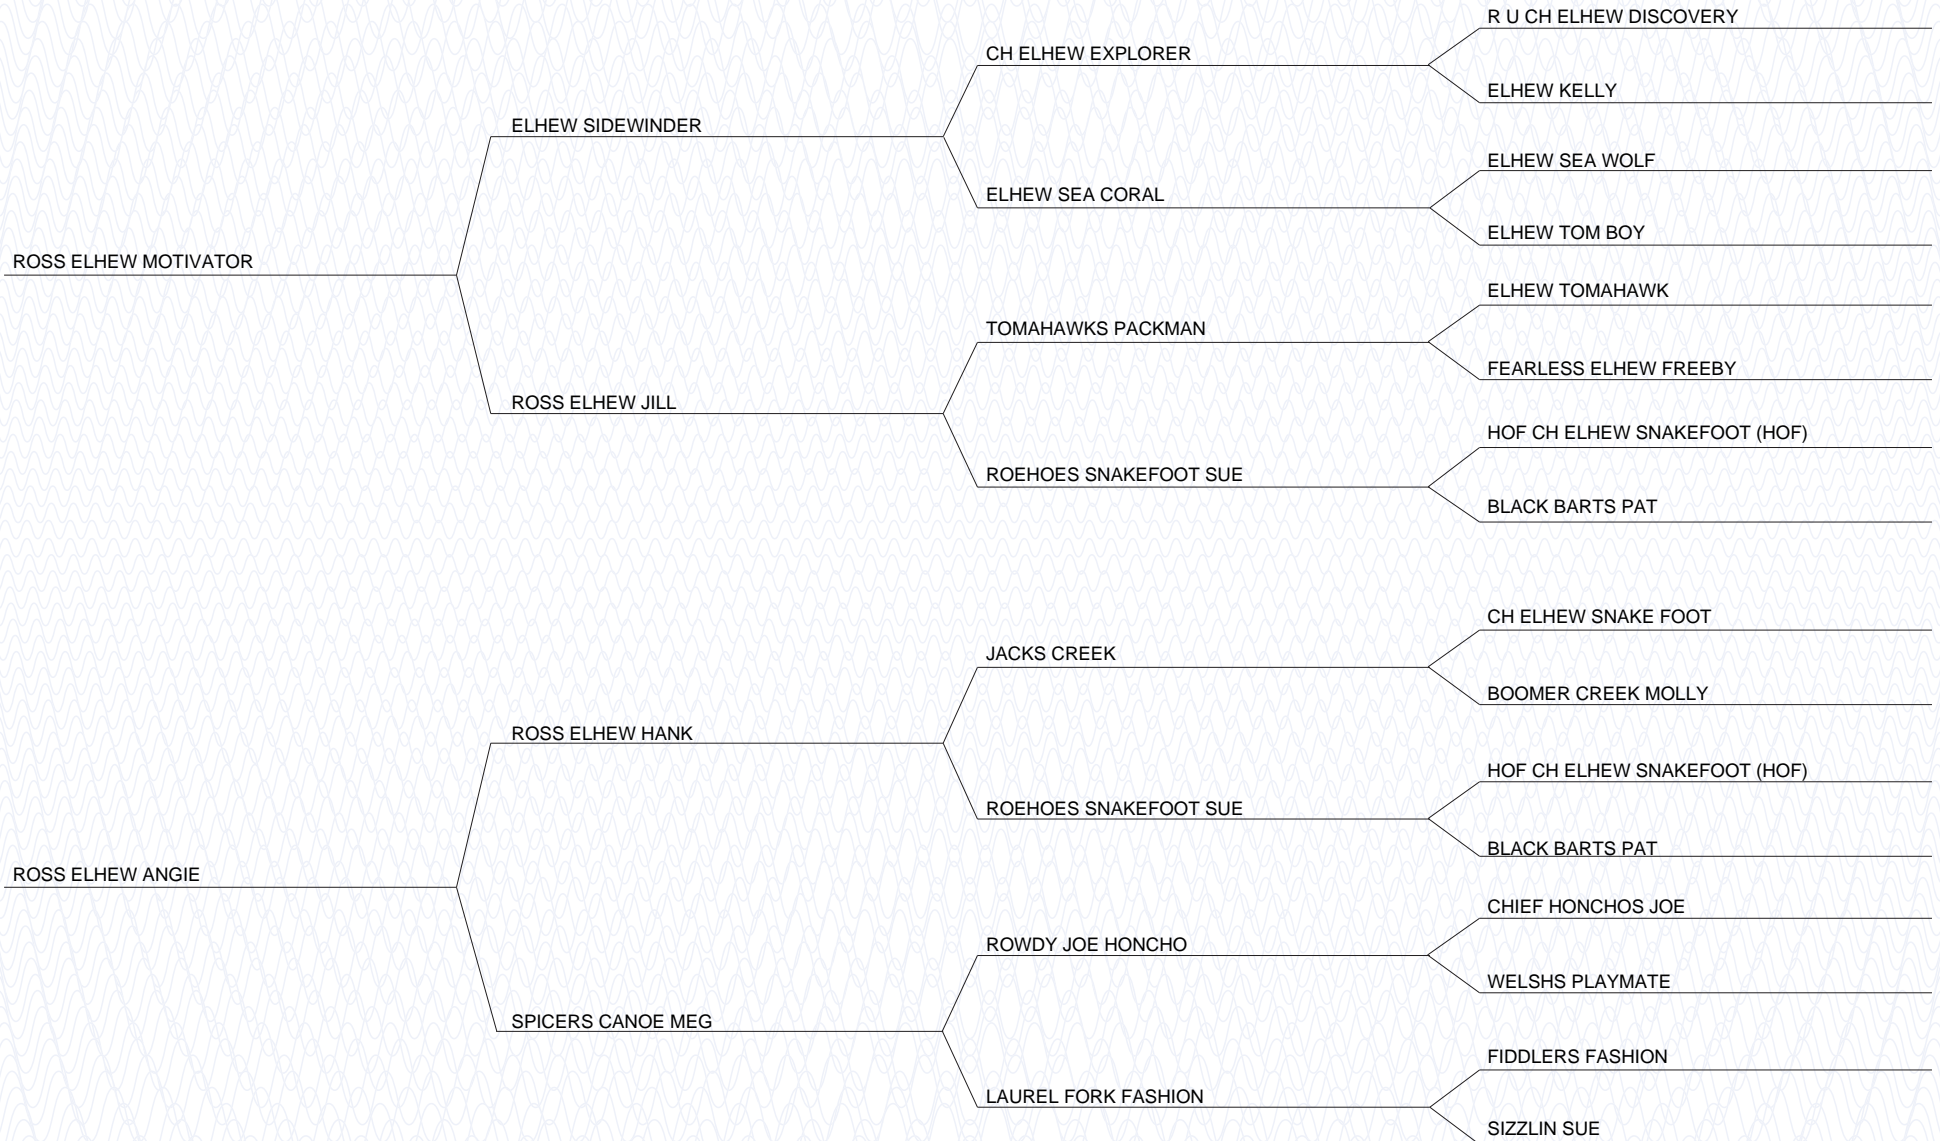 R U CH ELHEW DISCOVERY
CH ELHEW EXPLORER
ELHEW KELLY
ELHEW SIDEWINDER
ELHEW SEA WOLF
ELHEW SEA CORAL
ELHEW TOM BOY
ROSS ELHEW MOTIVATOR
ELHEW TOMAHAWK
TOMAHAWKS PACKMAN
FEARLESS ELHEW FREEBY
ROSS ELHEW JILL
HOF CH ELHEW SNAKEFOOT (HOF)
ROEHOES SNAKEFOOT SUE
BLACK BARTS PAT
CH ELHEW SNAKE FOOT
JACKS CREEK
BOOMER CREEK MOLLY
ROSS ELHEW HANK
HOF CH ELHEW SNAKEFOOT (HOF)
ROEHOES SNAKEFOOT SUE
BLACK BARTS PAT
ROSS ELHEW ANGIE
CHIEF HONCHOS JOE
ROWDY JOE HONCHO
WELSHS PLAYMATE
SPICERS CANOE MEG
FIDDLERS FASHION
LAUREL FORK FASHION
SIZZLIN SUE